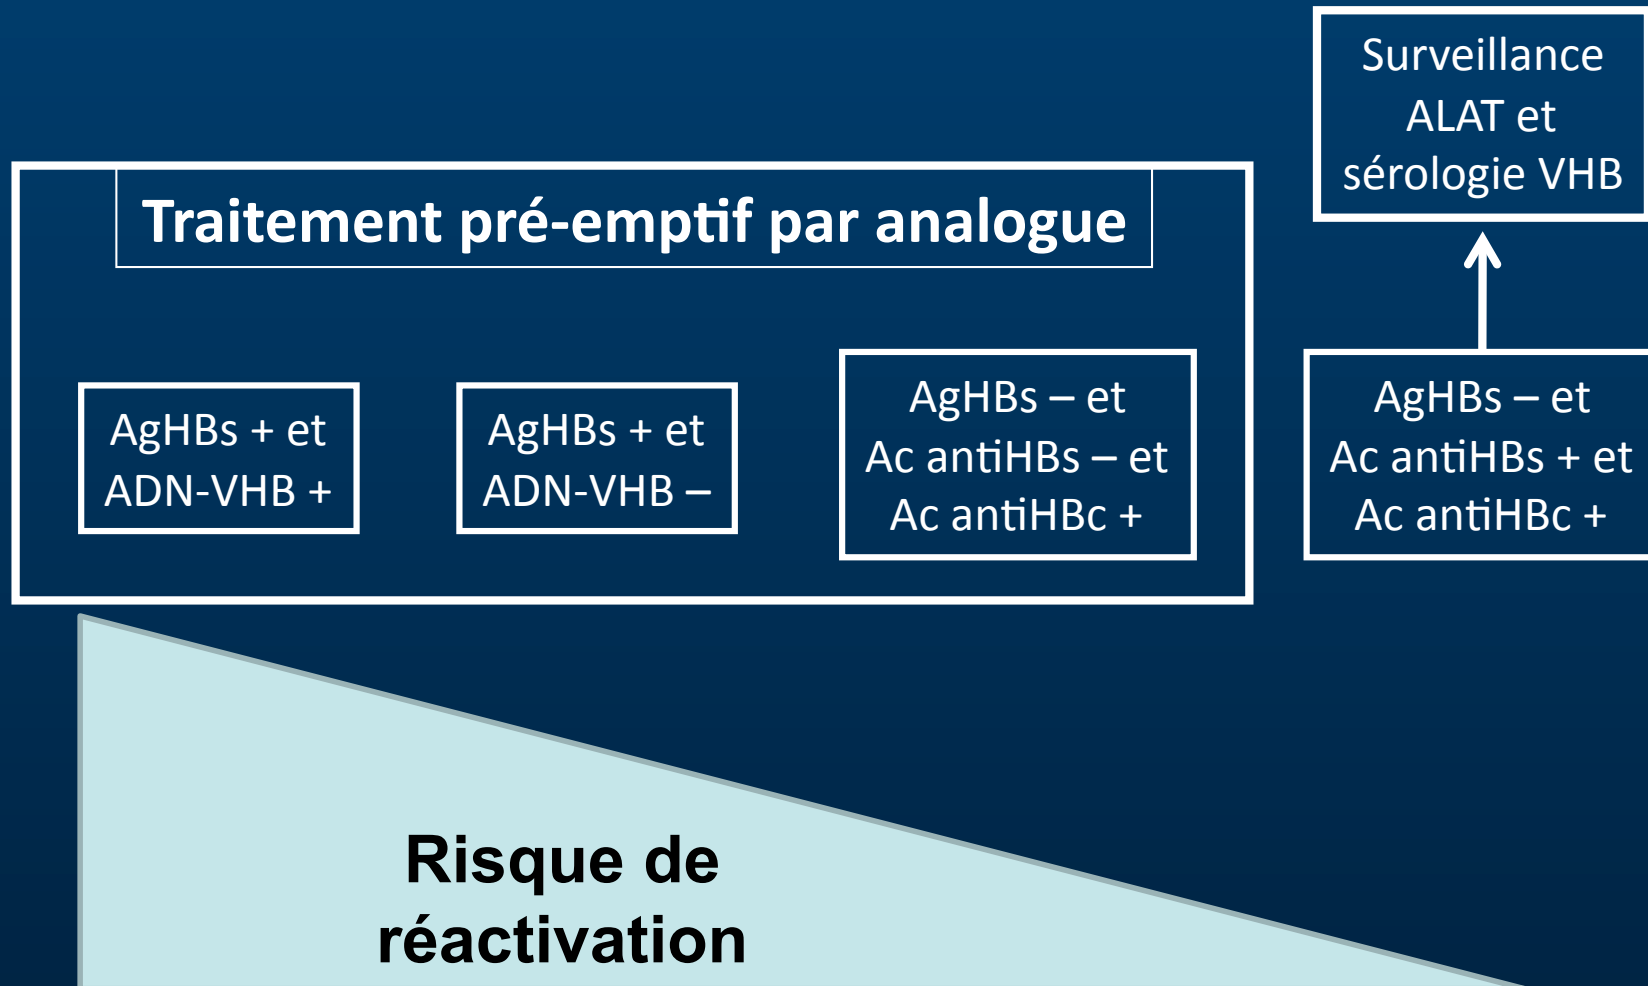 Surveillance
ALAT et
sérologie VHB
Traitement pré-emptif par analogue
AgHBs + et
ADN-VHB +
AgHBs + et
ADN-VHB –
AgHBs – et
Ac antiHBs – et
Ac antiHBc +
AgHBs – et
Ac antiHBs + et
Ac antiHBc +
Risque de
réactivation